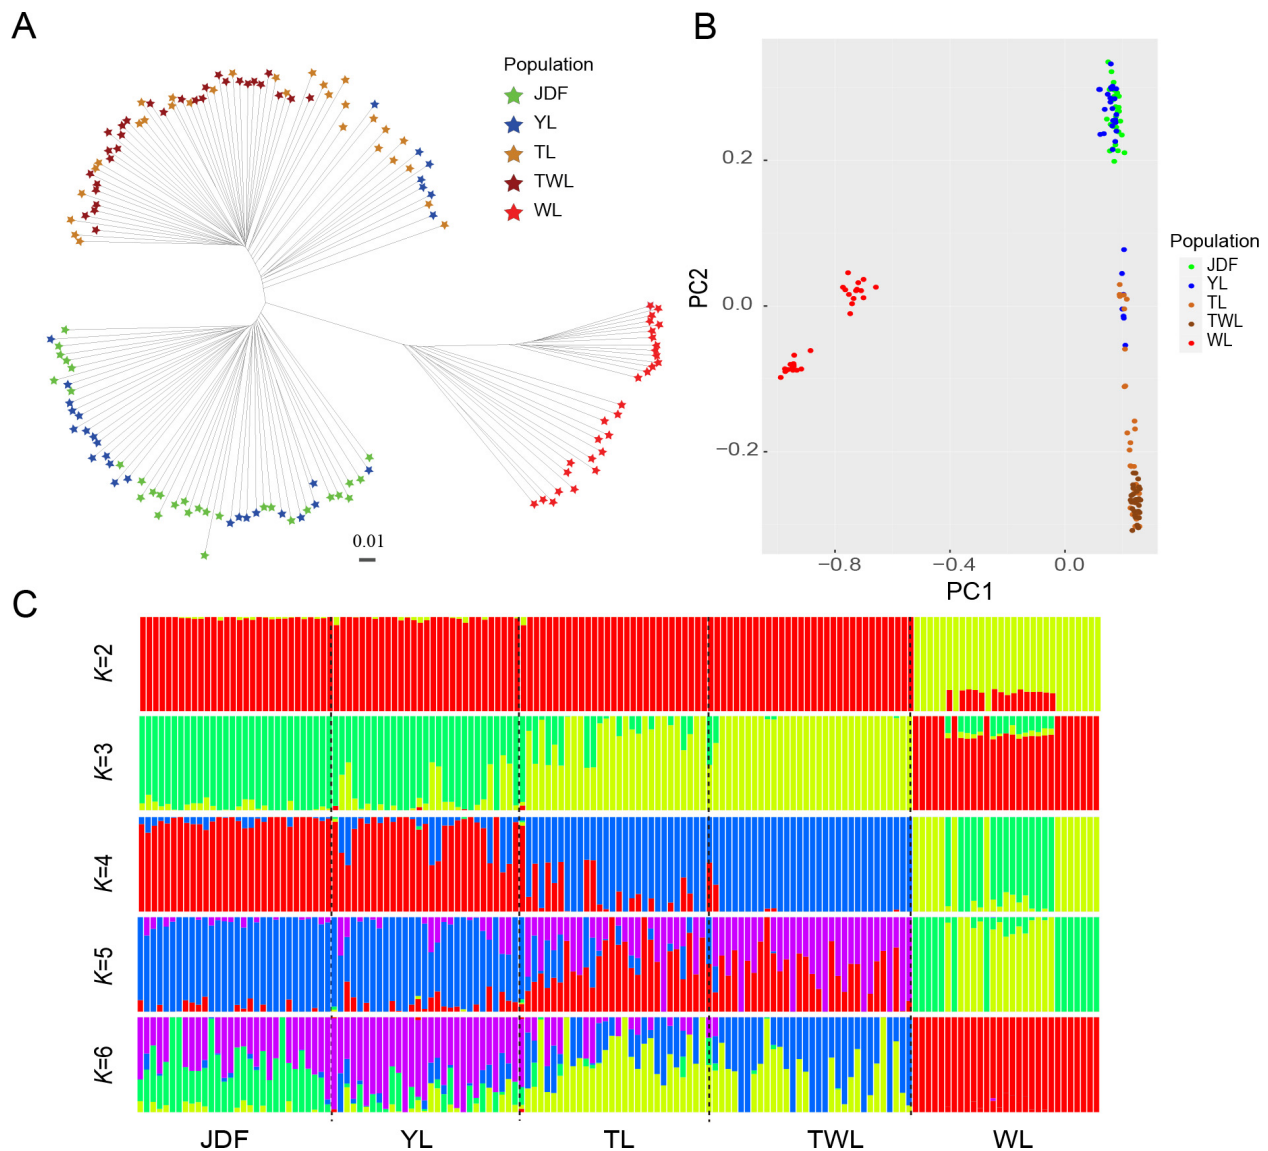 A
Population
JDF
YL
TL
TWL
WL
0.01
B
PC2
0.2
0.0
−0.2
−0.8
−0.4
0.0
PC1
Population
JDF
YL
TL
TWL
WL
C
K=2
K=3
K=4
K=5
K=6
JDF
YL
TL
TWL
WL